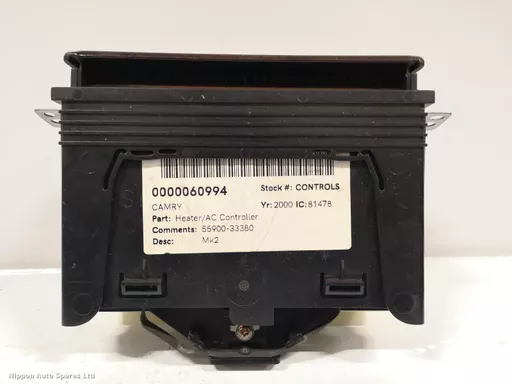 0000060994
Stock #: CONTROLS
CAMRY
Yr: 2000 IC: 81478
Part: Heater/AC Controller
Comments: 55900-33380
Desc: Mk2
Nippon Auto Spares Ltd